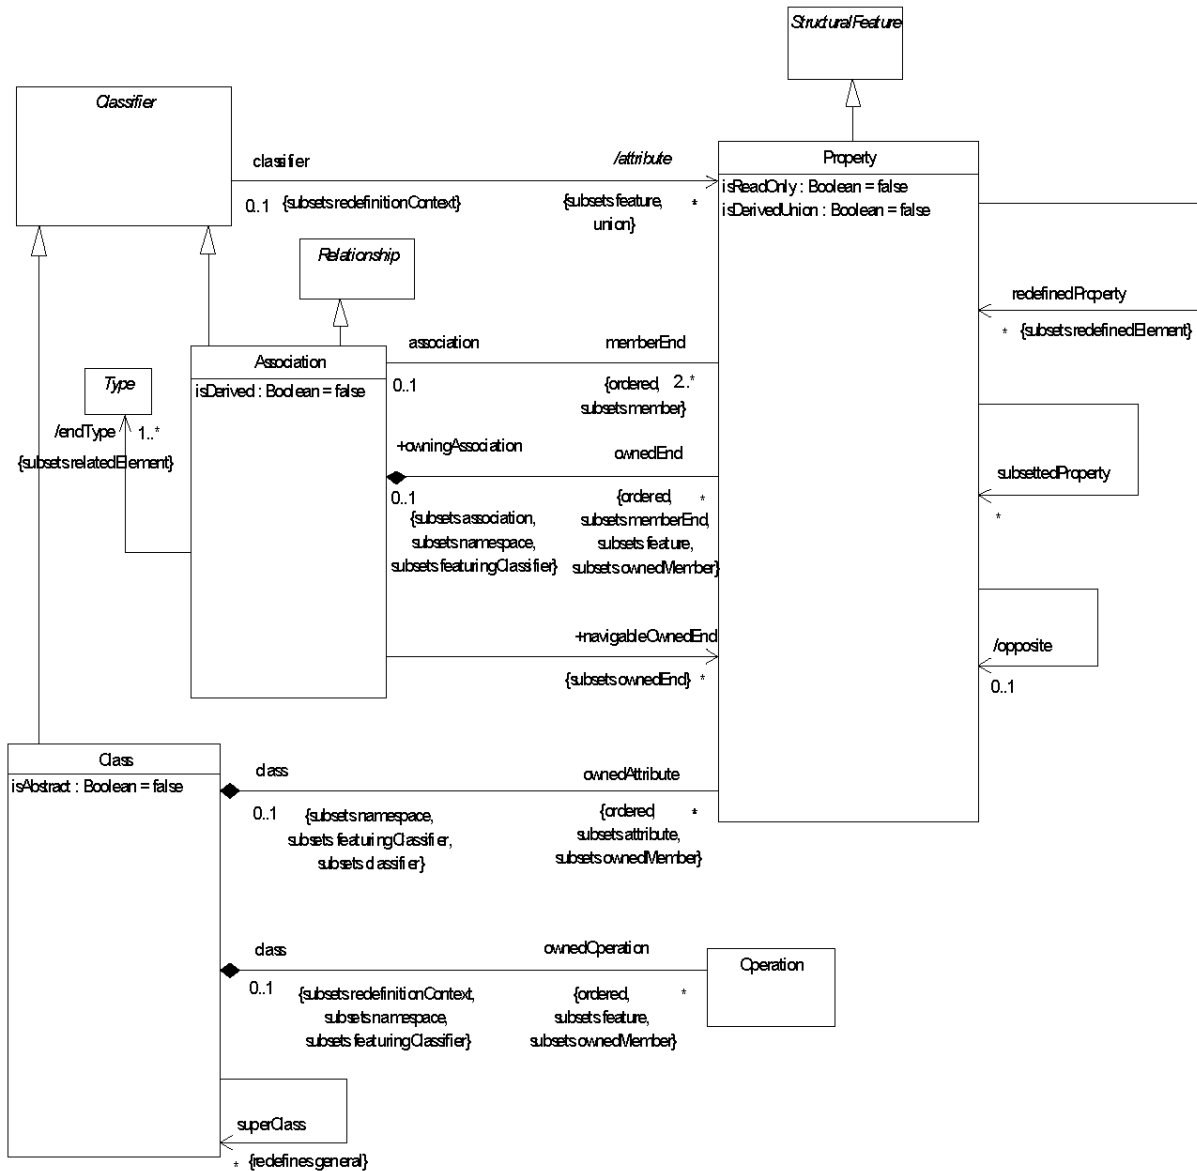 StructuralFeature
Classifier
classifier
/attribute
0..1
{subsets redefinitionContext}
{subsets feature,
union}
*
Property
isReadOnly : Boolean = false
isDerivedUnion : Boolean = false
Relationship
redefinedProperty
*
{subsets redefinedElement}
association
memberEnd
0..1
{ordered,
subsets member}
2..*
Association
isDerived : Boolean = false
Type
/endType
1..*
{subsets relatedElement}
+owningAssociation
ownedEnd
0..1
{subsets association,
subsets namespace,
subsets featuringClassifier}
{ordered,
subsets memberEnd,
subsets feature,
subsets ownedMember}
*
subsettedProperty
*
+navigableOwnedEnd
{subsets ownedEnd}
*
/opposite
0..1
Class
isAbstract : Boolean = false
class
ownedAttribute
0..1
{subsets namespace,
subsets featuringClassifier,
subsets classifier}
{ordered,
subsets attribute,
subsets ownedMember}
*
class
ownedOperation
0..1
{subsets redefinitionContext,
subsets namespace,
subsets featuringClassifier}
{ordered,
subsets feature,
subsets ownedMember}
*
Operation
superClass
*
{redefines general}